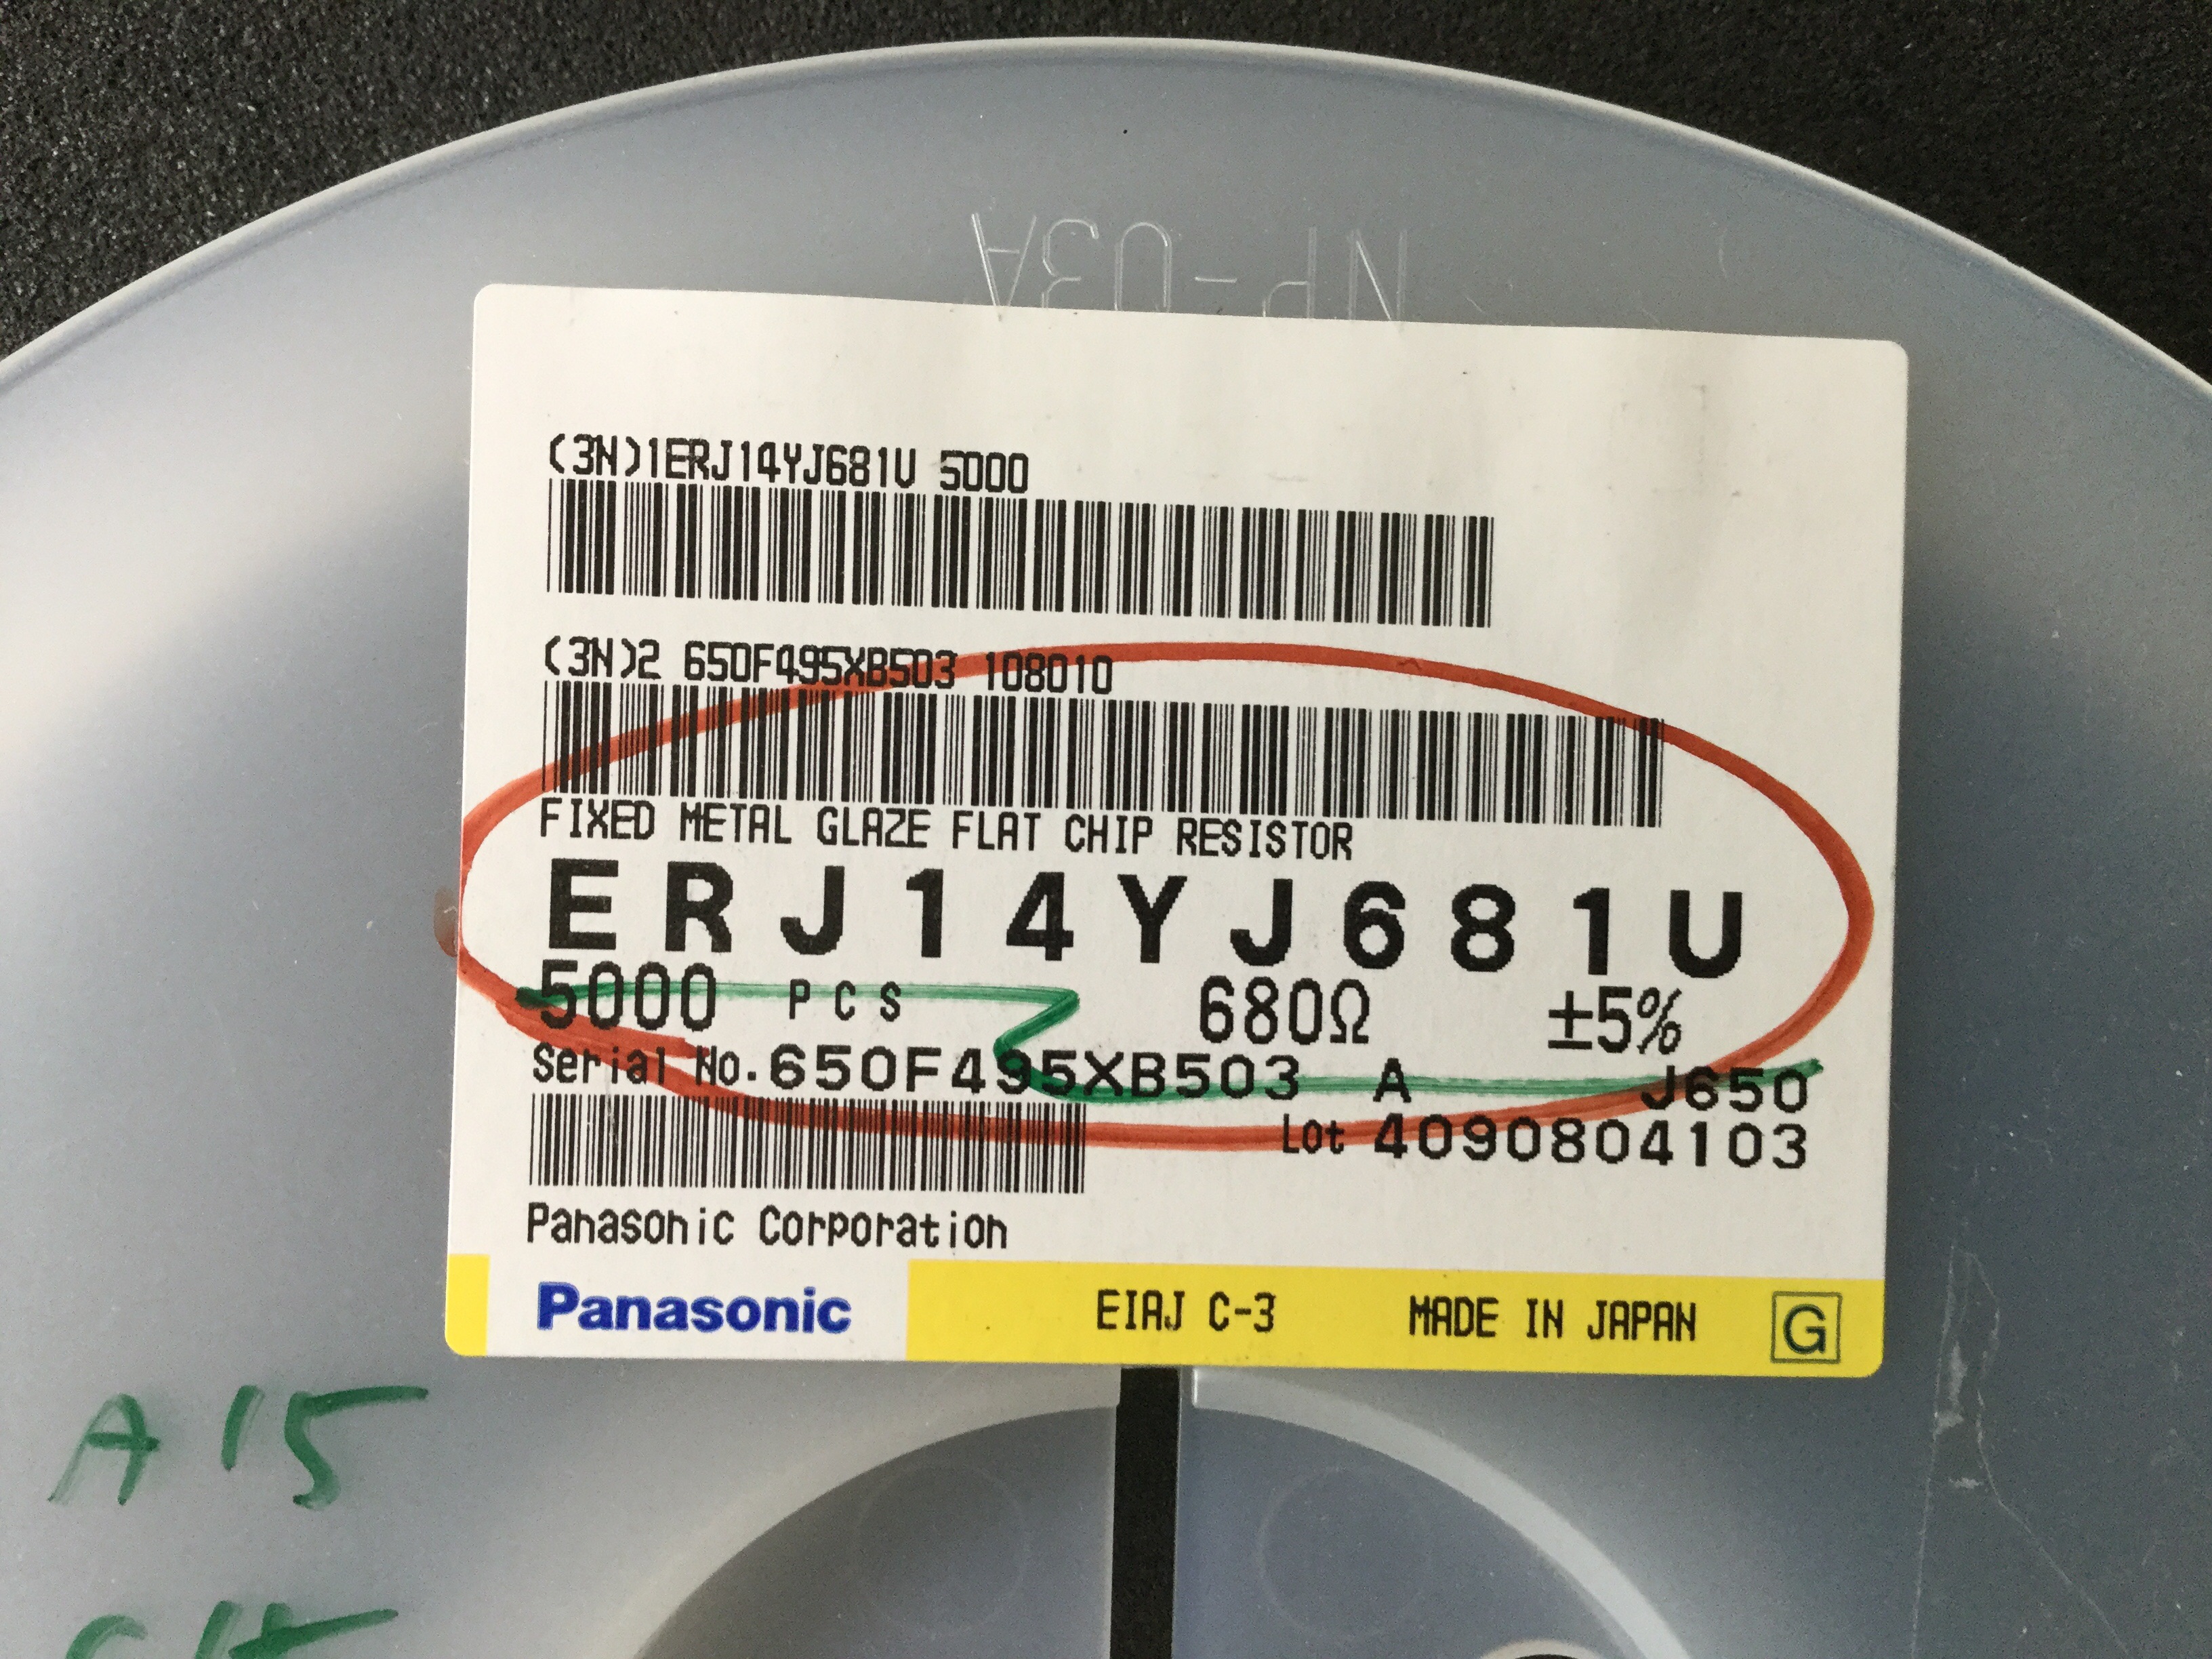 NP-03A
(3N)1ERJ14YJ681U 5000
(3N)2 650F495XB503 108010
FIXED METAL GLAZE FLAT CHIP RESISTOR
ERJ14YJ681U
5000 PCS 680Ω ±5%
Serial No.650F495XB503 A J650
Lot 4090804103
Panasonic Corporation
Panasonic EIAJ C-3 MADE IN JAPAN G
A15